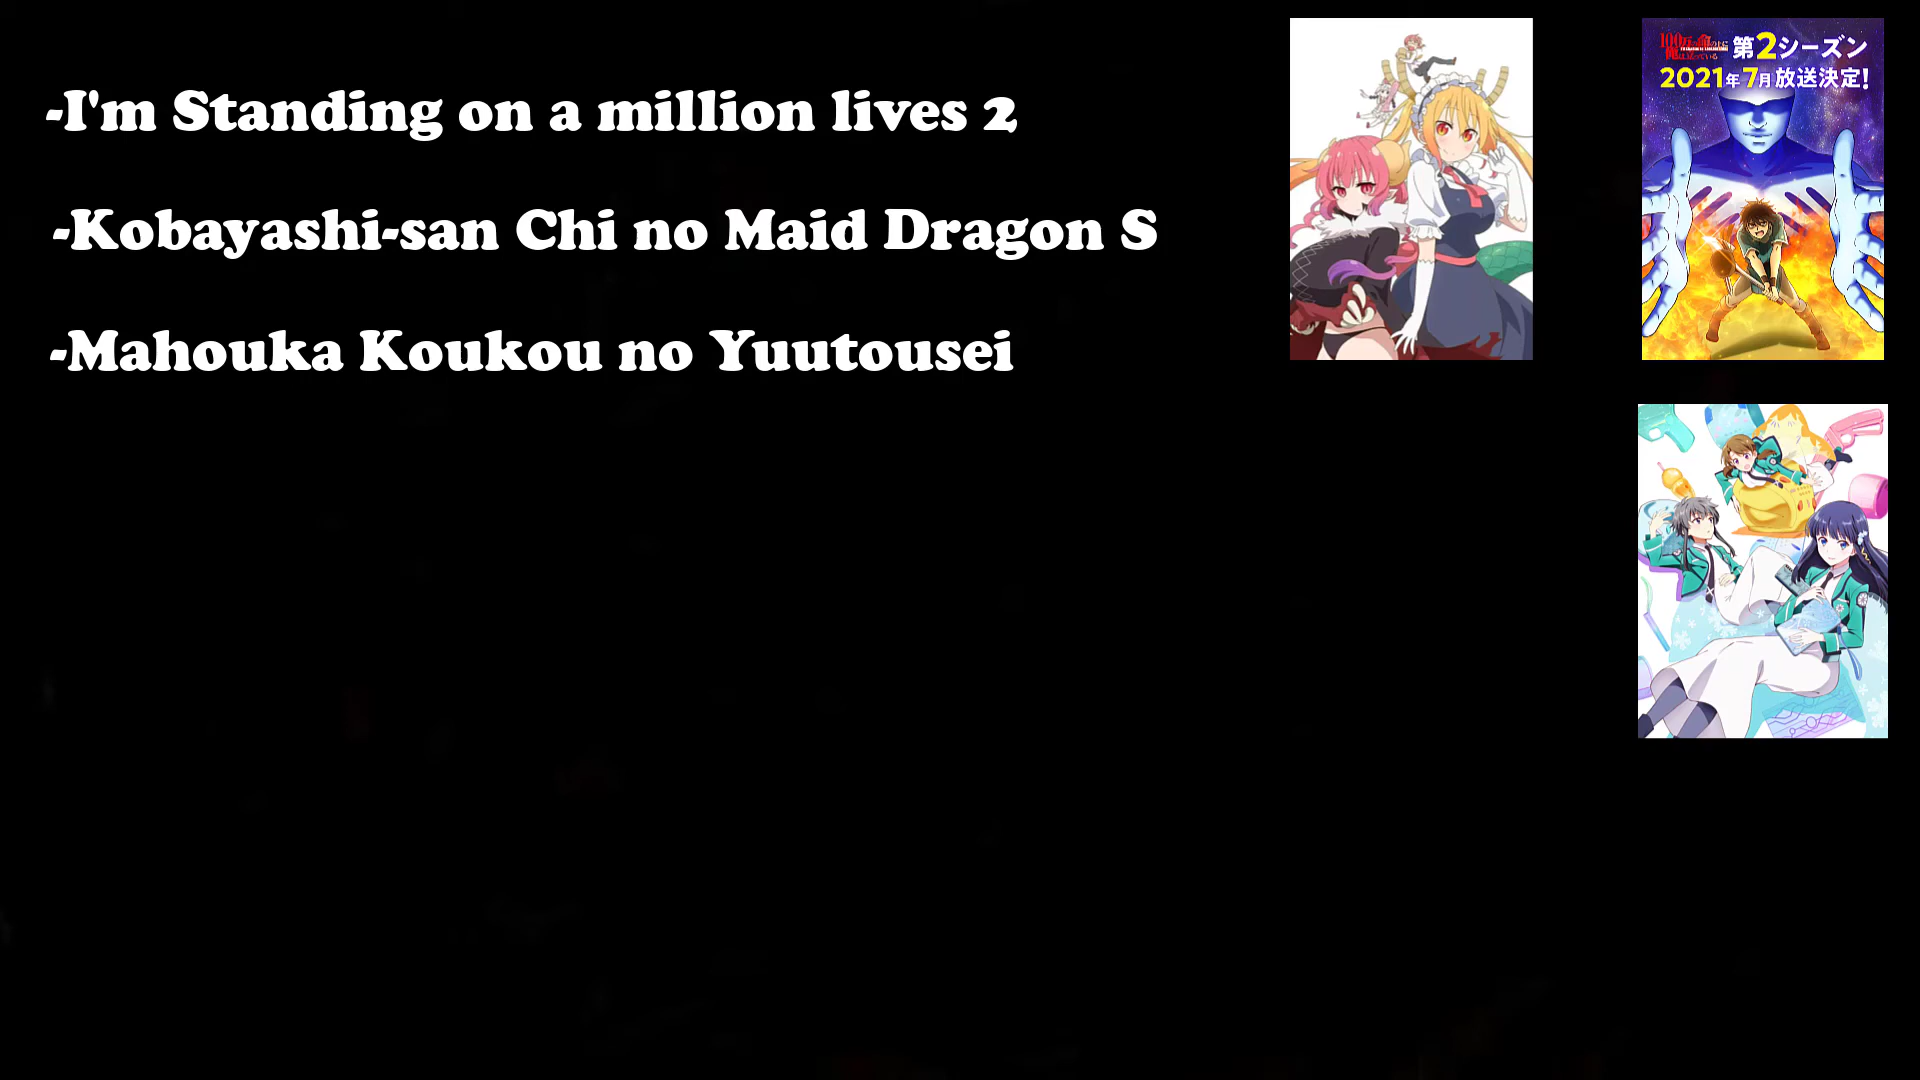 -I'm Standing on a million lives 2
-Kobayashi-san Chi no Maid Dragon S
-Mahouka Koukou no Yuutousei
第2シーズン
2021年7月放送決定!